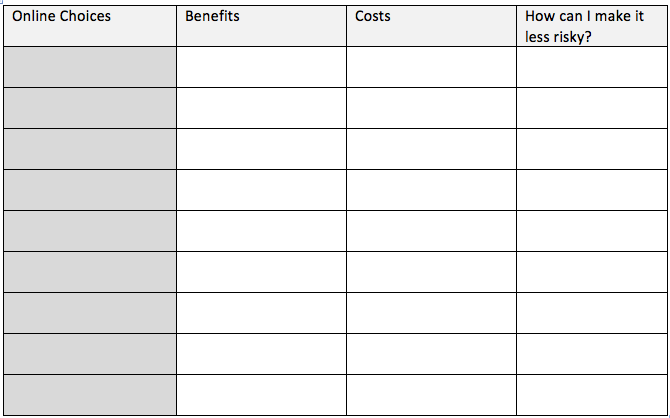 Online Choices
Benefits
Costs
How can I make it
less risky?